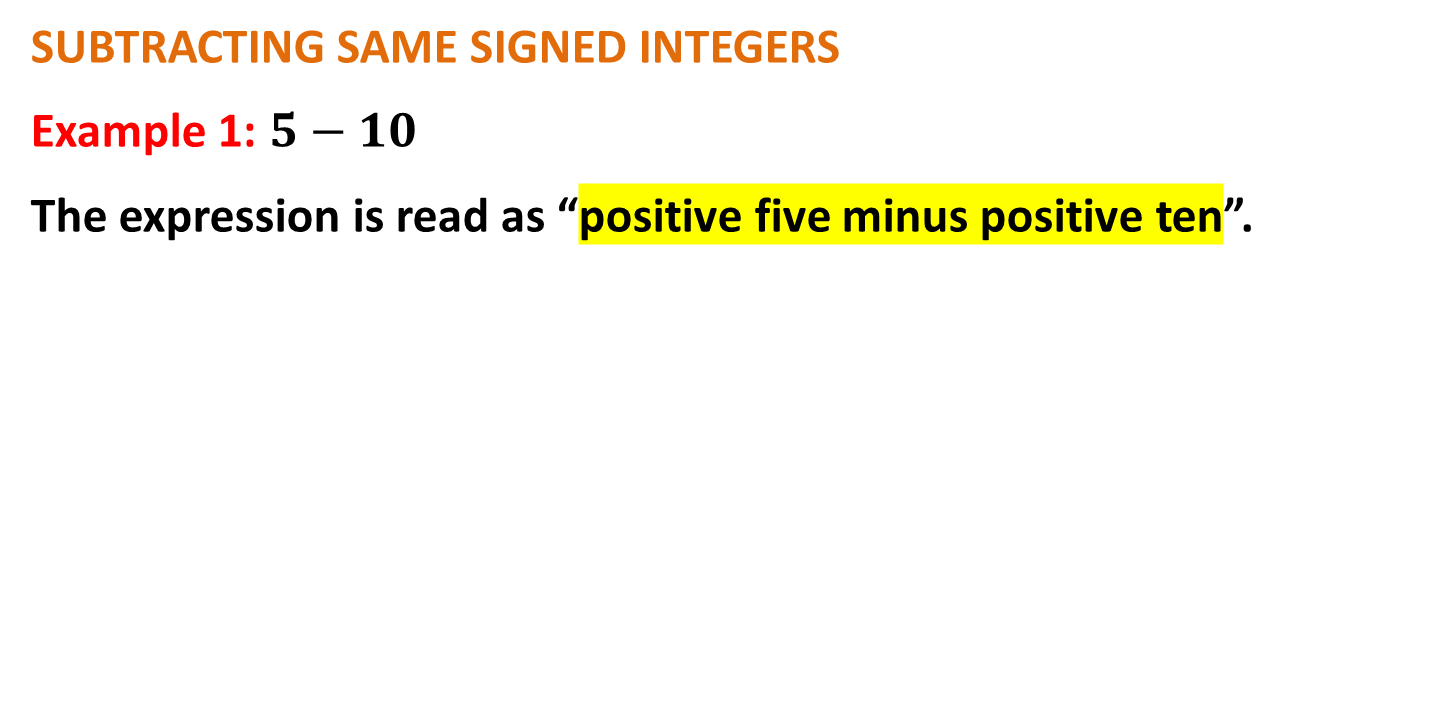 SUBTRACTING SAME SIGNED INTEGERS
Example 1: 5 − 10
The expression is read as “positive five minus positive ten”.